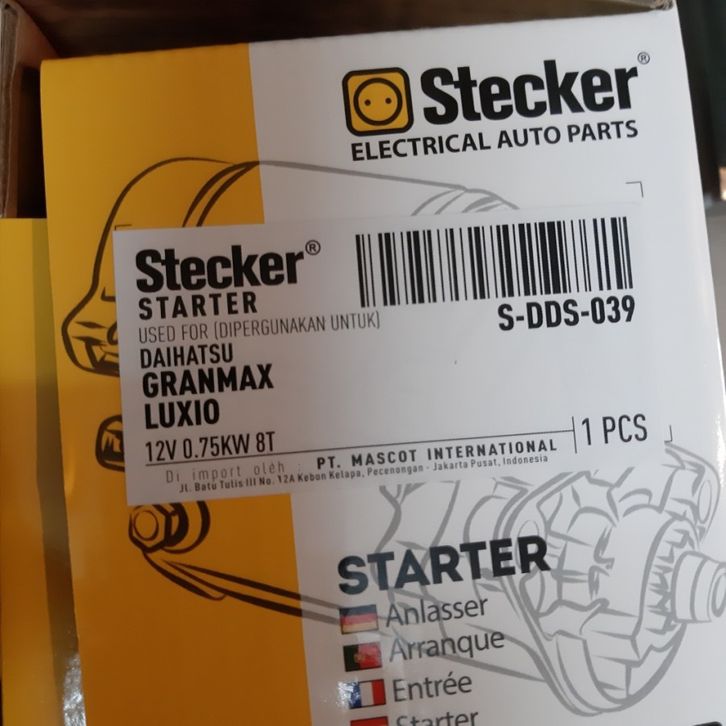 Stecker®
ELECTRICAL AUTO PARTS
Stecker®
STARTER
USED FOR (DIPERGUNAKAN UNTUK)
DAIHATSU
GRANMAX
LUXIO
12V 0.75KW 8T
S-DDS-039
1 PCS
Di import oleh : PT. MASCOT INTERNATIONAL
Jl. Batu Tulis III No. 12A Kebon Kelapa, Pecenongan - Jakarta Pusat, Indonesia
STARTER
Anlasser
Arranque
Entrée
Starter